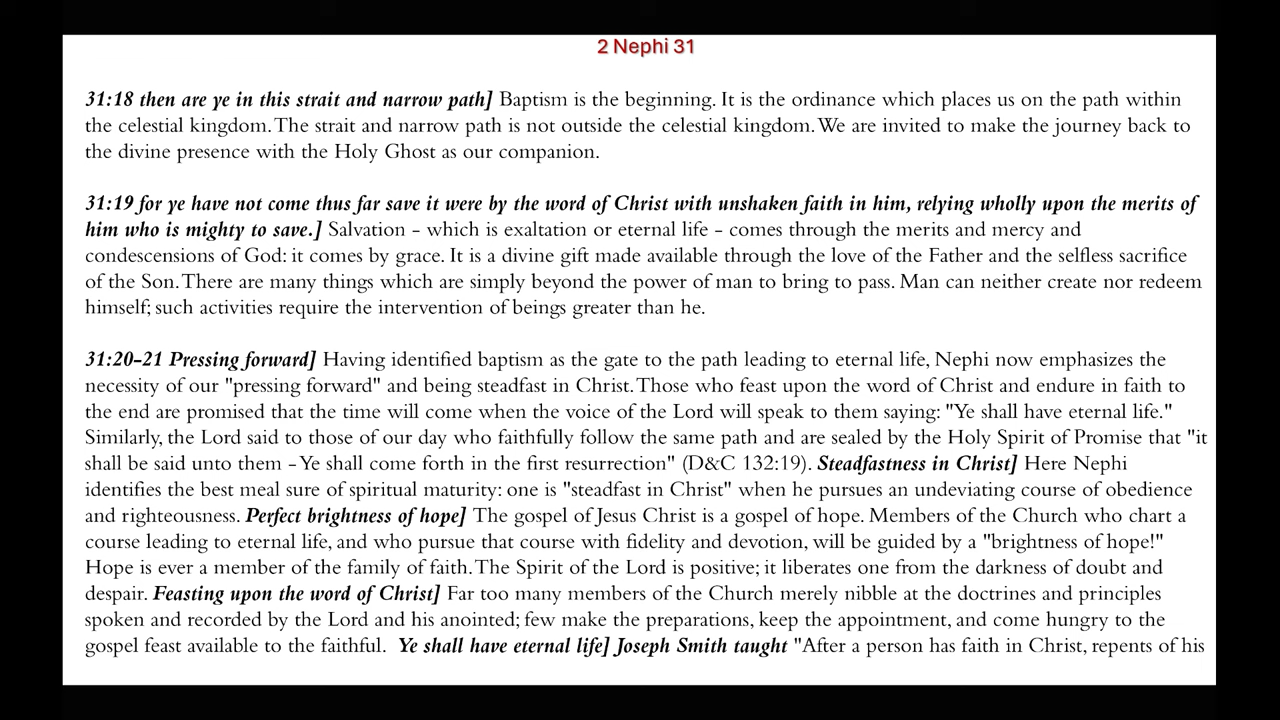 2 Nephi 31
31:18 then are ye in this strait and narrow path] Baptism is the beginning. It is the ordinance which places us on the path within
the celestial kingdom. The strait and narrow path is not outside the celestial kingdom. We are invited to make the journey back to
the divine presence with the Holy Ghost as our companion.
31:19 for ye have not come thus far save it were by the word of Christ with unshaken faith in him, relying wholly upon the merits of
him who is mighty to save.] Salvation - which is exaltation or eternal life - comes through the merits and mercy and
condescensions of God: it comes by grace. It is a divine gift made available through the love of the Father and the selfless sacrifice
of the Son. There are many things which are simply beyond the power of man to bring to pass. Man can neither create nor redeem
himself; such activities require the intervention of beings greater than he.
31:20-21 Pressing forward] Having identified baptism as the gate to the path leading to eternal life, Nephi now emphasizes the
necessity of our "pressing forward" and being steadfast in Christ. Those who feast upon the word of Christ and endure in faith to
the end are promised that the time will come when the voice of the Lord will speak to them saying: "Ye shall have eternal life."
Similarly, the Lord said to those of our day who faithfully follow the same path and are sealed by the Holy Spirit of Promise that "it
shall be said unto them - Ye shall come forth in the first resurrection" (D&C 132:19). Steadfastness in Christ] Here Nephi
identifies the best meal sure of spiritual maturity: one is "steadfast in Christ" when he pursues an undeviating course of obedience
and righteousness. Perfect brightness of hope] The gospel of Jesus Christ is a gospel of hope. Members of the Church who chart a
course leading to eternal life, and who pursue that course with fidelity and devotion, will be guided by a "brightness of hope!"
Hope is ever a member of the family of faith. The Spirit of the Lord is positive; it liberates one from the darkness of doubt and
despair. Feasting upon the word of Christ] Far too many members of the Church merely nibble at the doctrines and principles
spoken and recorded by the Lord and his anointed; few make the preparations, keep the appointment, and come hungry to the
gospel feast available to the faithful. Ye shall have eternal life] Joseph Smith taught "After a person has faith in Christ, repents of his